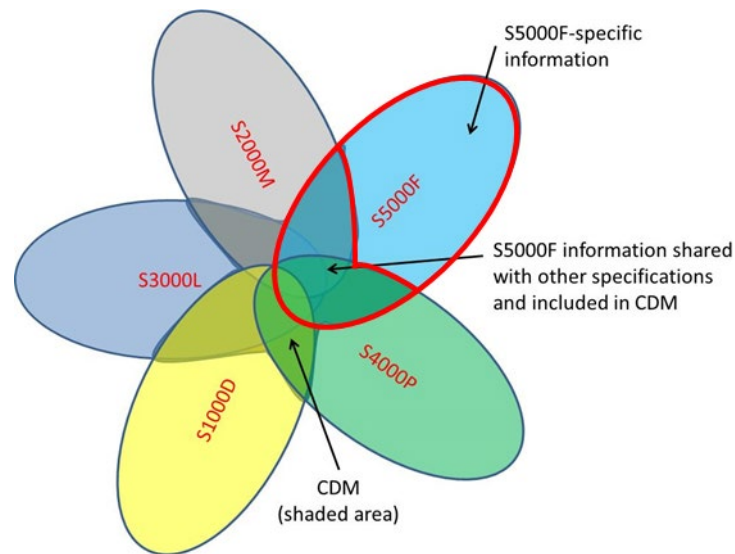 S5000F-specific
information
S2000M
S5000F
S5000F information shared
with other specifications
and included in CDM
S3000L
S4000P
S1000D
CDM
(shaded area)